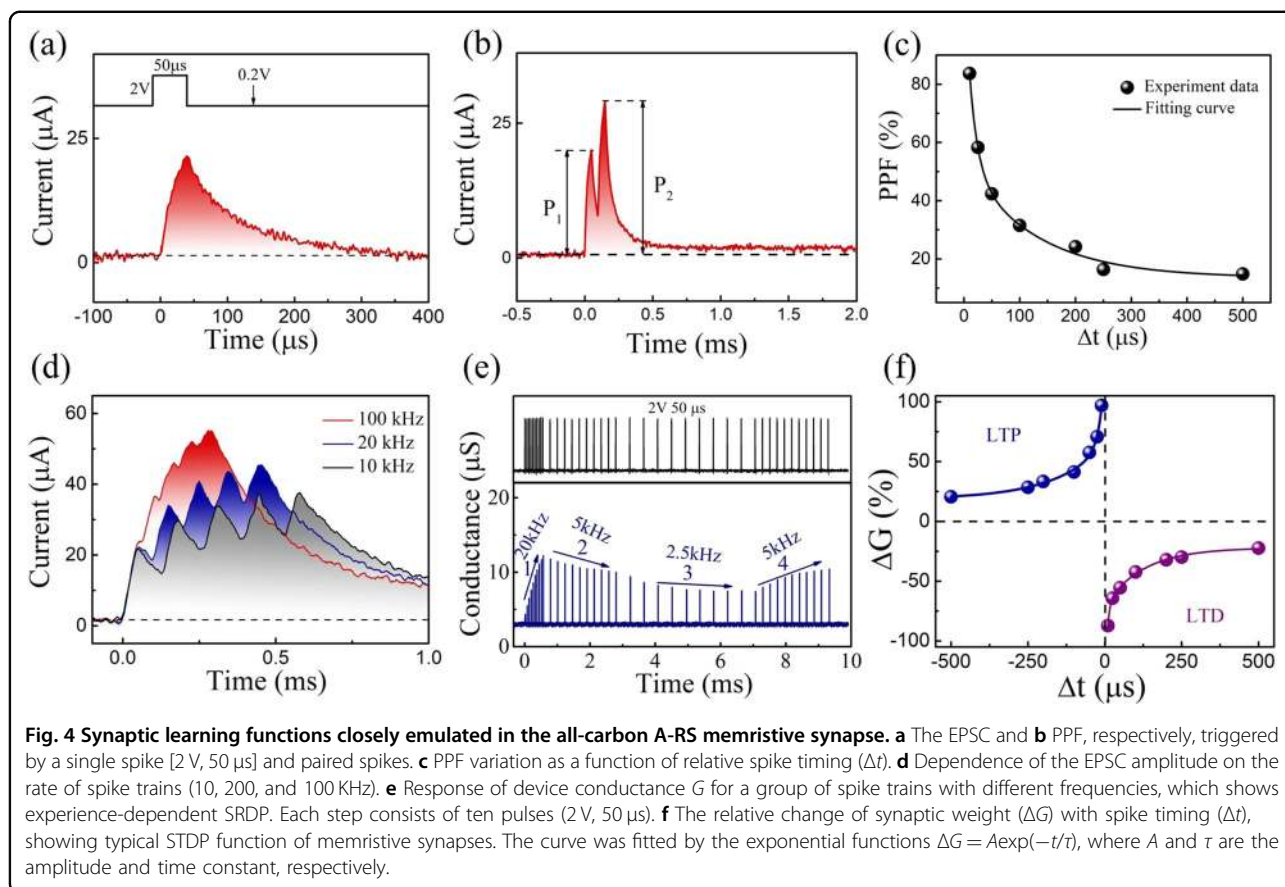 (a)
50μs
2V
0.2V
25
0
Current (μA)
-100 0 100 200 300 400
Time (μs)
(b)
25
0
Current (μA)
P1
P2
-0.5 0.0 0.5 1.0 1.5 2.0
Time (ms)
(c)
80
60
40
20
PPF (%)
Experiment data
Fitting curve
0 100 200 300 400 500
Δt (μs)
(d)
60
40
20
0
Current (μA)
100 kHz
20 kHz
10 kHz
0.0 0.5 1.0
Time (ms)
(e)
2V 50 μs
20
15
10
5
0
Conductance (μS)
20kHz
1
5kHz
2
2.5kHz
3
5kHz
4
0 2 4 6 8 10
Time (ms)
(f)
100
50
0
-50
-100
ΔG (%)
LTP
LTD
-500 -250 0 250 500
Δt (μs)
Fig. 4 Synaptic learning functions closely emulated in the all-carbon A-RS memristive synapse. a The EPSC and b PPF, respectively, triggered
by a single spike [2 V, 50 μs] and paired spikes. c PPF variation as a function of relative spike timing (Δt). d Dependence of the EPSC amplitude on the
rate of spike trains (10, 200, and 100 KHz). e Response of device conductance G for a group of spike trains with different frequencies, which shows
experience-dependent SRDP. Each step consists of ten pulses (2 V, 50 μs). f The relative change of synaptic weight (ΔG) with spike timing (Δt),
showing typical STDP function of memristive synapses. The curve was fitted by the exponential functions ΔG = Aexp(−t/τ), where A and τ are the
amplitude and time constant, respectively.